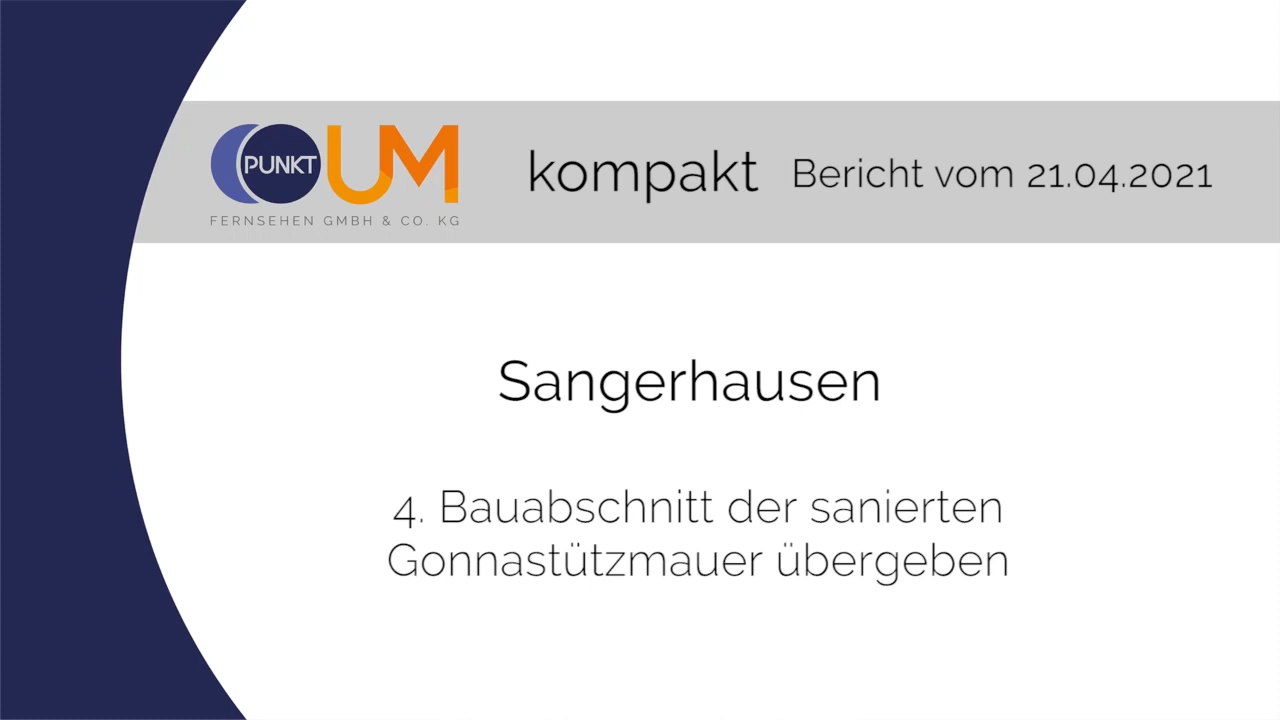 PUNKT UM
FERNSEHEN GMBH & CO. KG
kompakt Bericht vom 21.04.2021
Sangerhausen
4. Bauabschnitt der sanierten
Gonnastützmauer übergeben